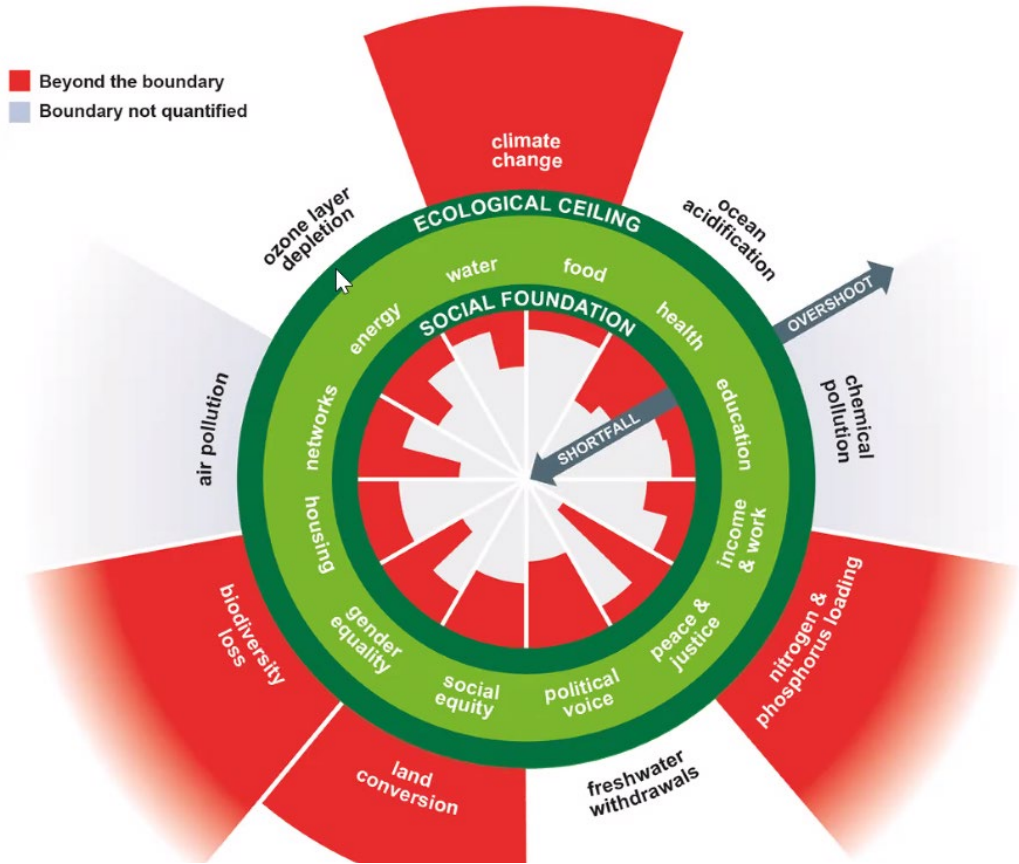 Beyond the boundary
Boundary not quantified
climate
change
ozone layer
depletion
ocean
acidification
ECOLOGICAL CEILING
OVERSHOOT
water
food
energy
health
SOCIAL FOUNDATION
networks
education
SHORTFALL
air pollution
chemical
pollution
housing
income
& work
gender
equality
peace &
justice
social
equity
political
voice
biodiversity
loss
nitrogen &
phosphorus loading
land
conversion
freshwater
withdrawals